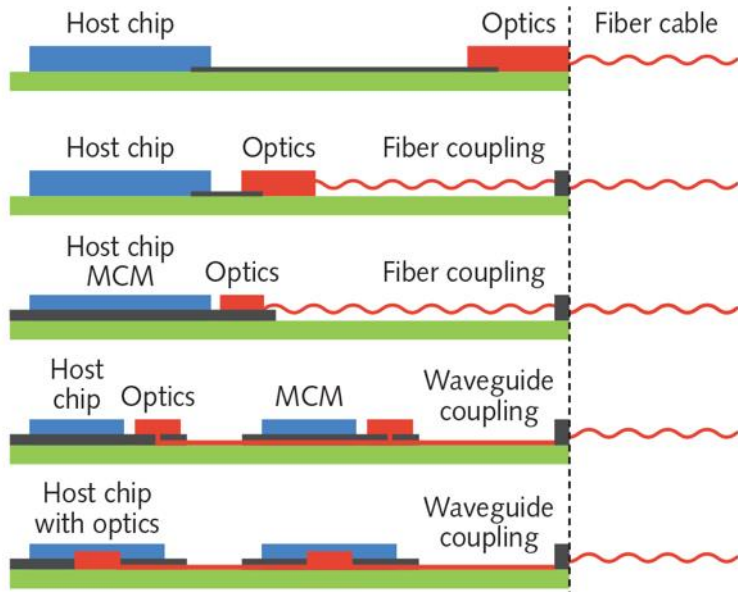 Host chip
Optics
Fiber cable
Host chip
Optics
Fiber coupling
Host chip
MCM
Optics
Fiber coupling
Host
chip
Optics
MCM
Waveguide
coupling
Host chip
with optics
Waveguide
coupling